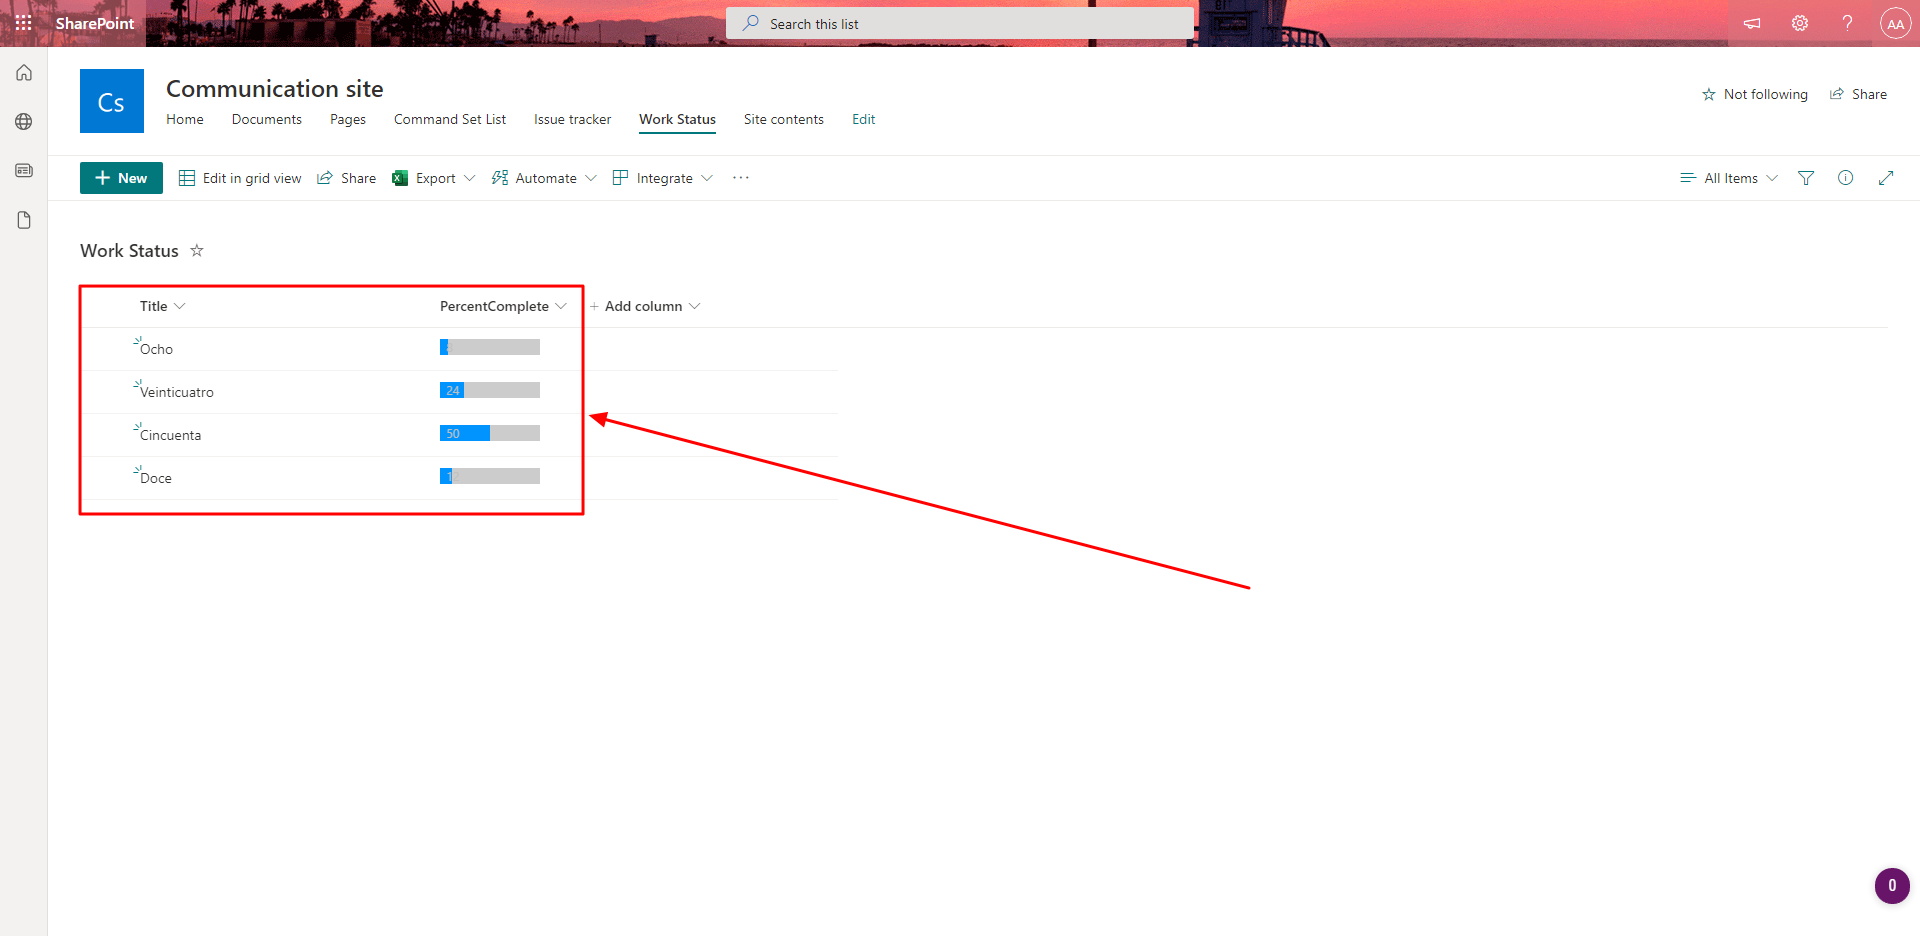 SharePoint
Search this list
AA
Cs
Communication site
Home Documents Pages Command Set List Issue tracker Work Status Site contents Edit
Not following Share
New Edit in grid view Share Export Automate Integrate ...
All Items
Work Status
Title PercentComplete + Add column
Ocho
Veinticuatro 24
Cincuenta 50
Doce 12
0